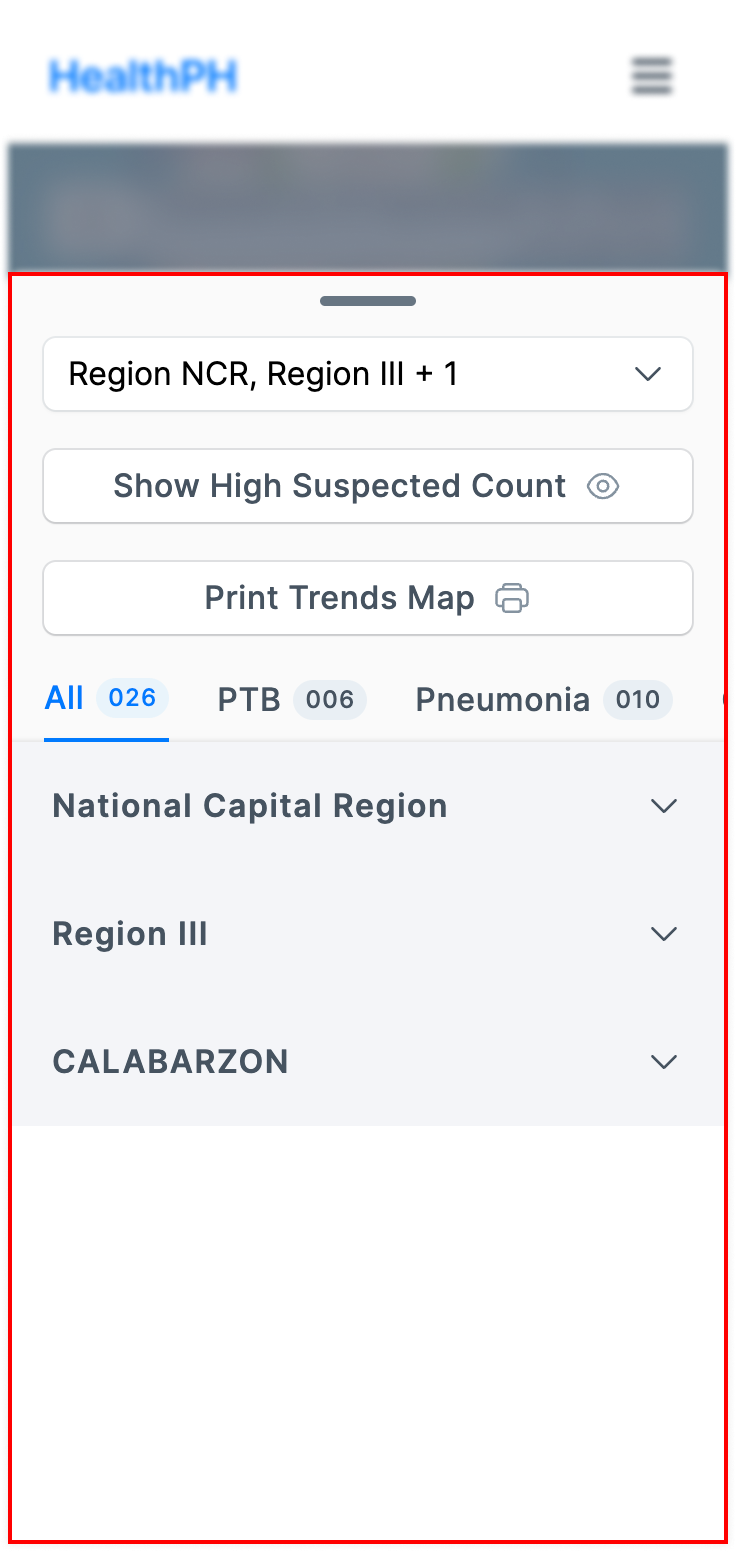 HealthPH
Region NCR, Region III + 1
Show High Suspected Count
Print Trends Map
All 026 PTB 006 Pneumonia 010
National Capital Region
Region III
CALABARZON